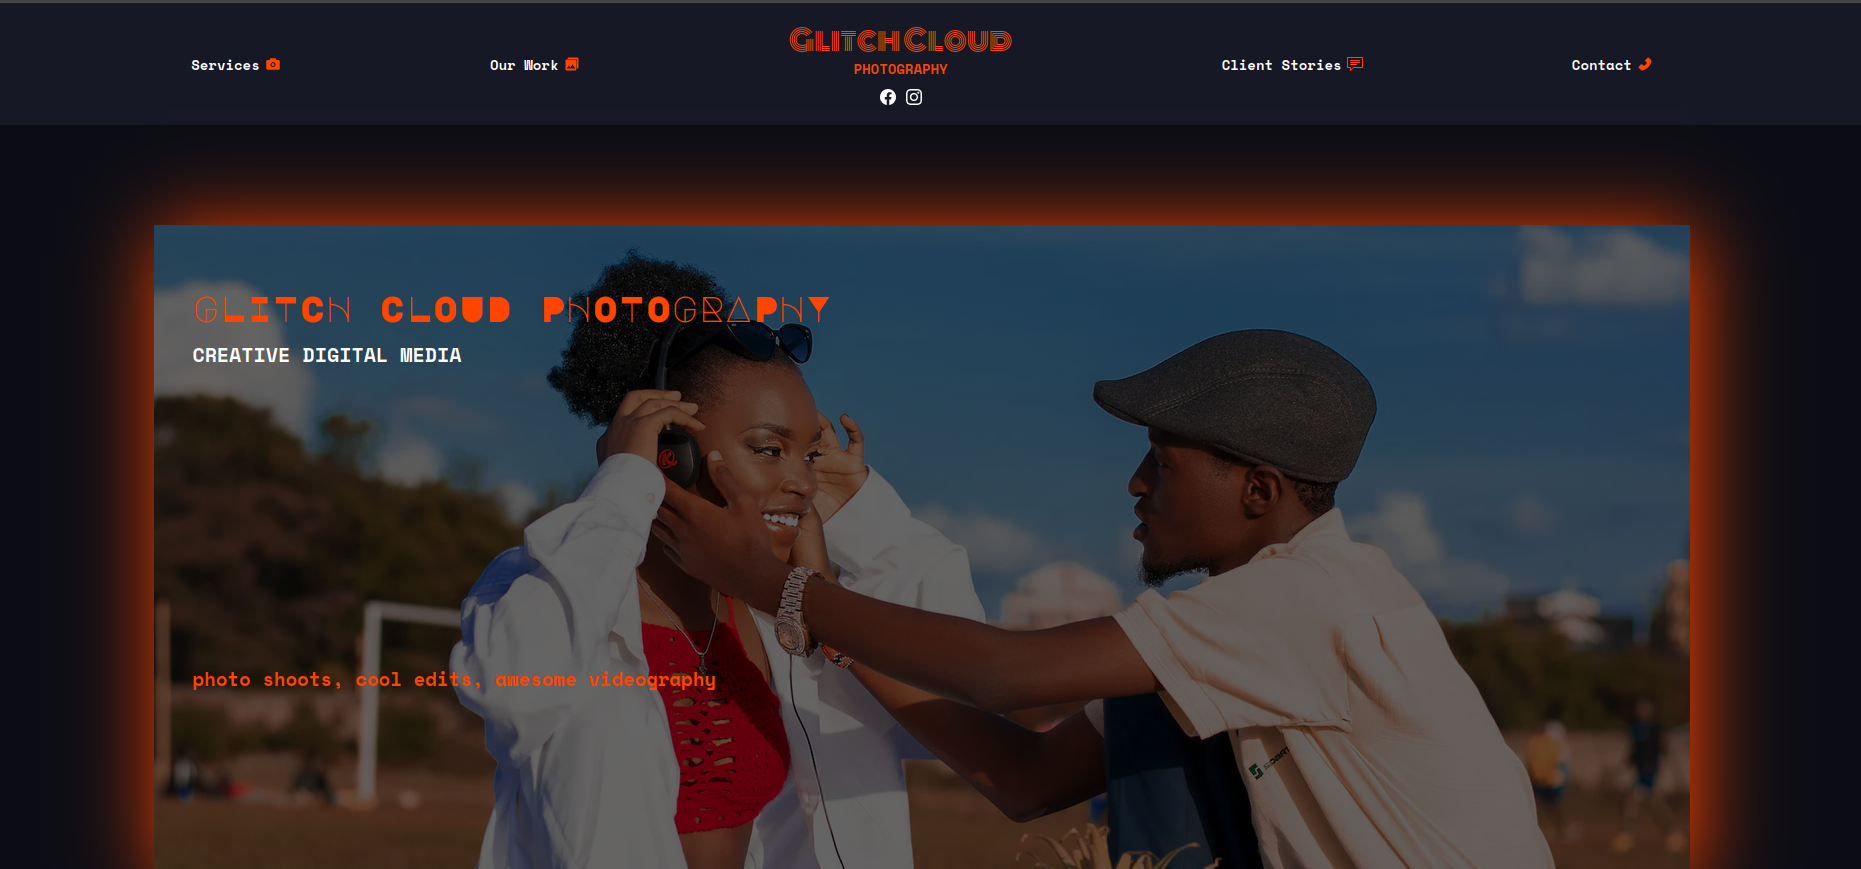 Services
Our Work
GLITCH CLOUD
PHOTOGRAPHY
Client Stories
Contact
GLITCH CLOUD PHOTOGRAPHY
CREATIVE DIGITAL MEDIA
photo shoots, cool edits, awesome videography